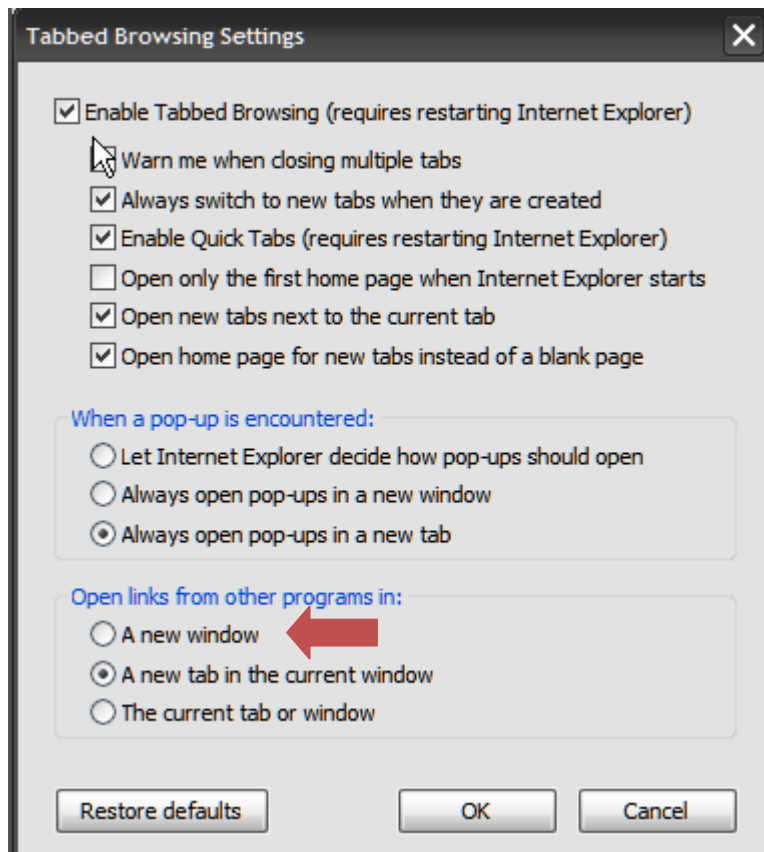 Tabbed Browsing Settings
Enable Tabbed Browsing (requires restarting Internet Explorer)
Warn me when closing multiple tabs
Always switch to new tabs when they are created
Enable Quick Tabs (requires restarting Internet Explorer)
Open only the first home page when Internet Explorer starts
Open new tabs next to the current tab
Open home page for new tabs instead of a blank page
When a pop-up is encountered:
Let Internet Explorer decide how pop-ups should open
Always open pop-ups in a new window
Always open pop-ups in a new tab
Open links from other programs in:
A new window
A new tab in the current window
The current tab or window
Restore defaults OK Cancel